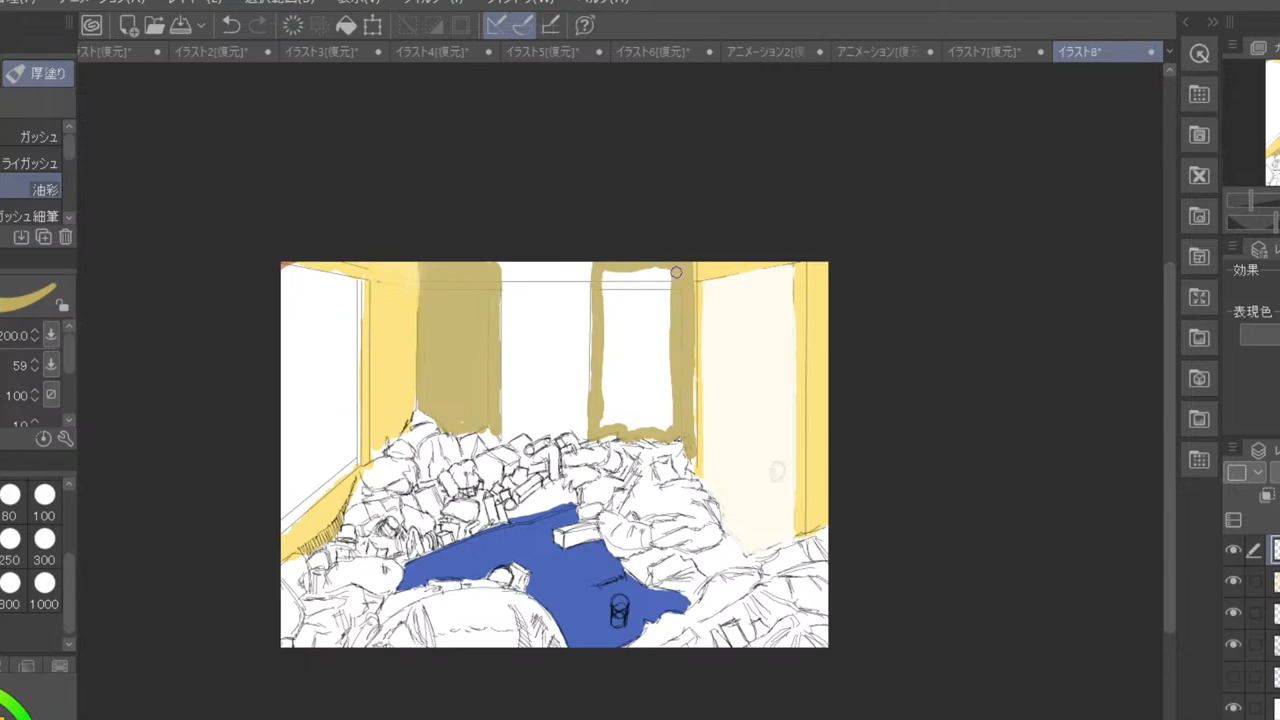 イラスト2[復元]*
イラスト3[復元]*
イラスト4[復元]*
イラスト5[復元]*
イラスト6[復元]*
アニメーション2[復
アニメーション[復元
イラスト7[復元]*
イラスト8*
厚塗り
ガッシュ
ライガッシュ
油彩
ガッシュ細筆
200.0
59
100
80
100
250
300
1000
効果
表現色